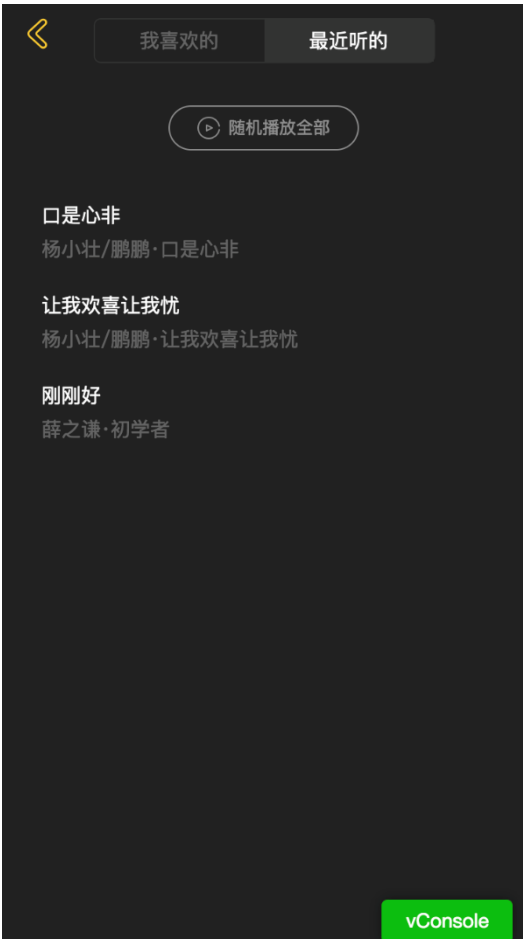 我喜欢的 最近听的
随机播放全部
口是心非
杨小壮/鹏鹏·口是心非
让我欢喜让我忧
杨小壮/鹏鹏·让我欢喜让我忧
刚刚好
薛之谦·初学者
vConsole